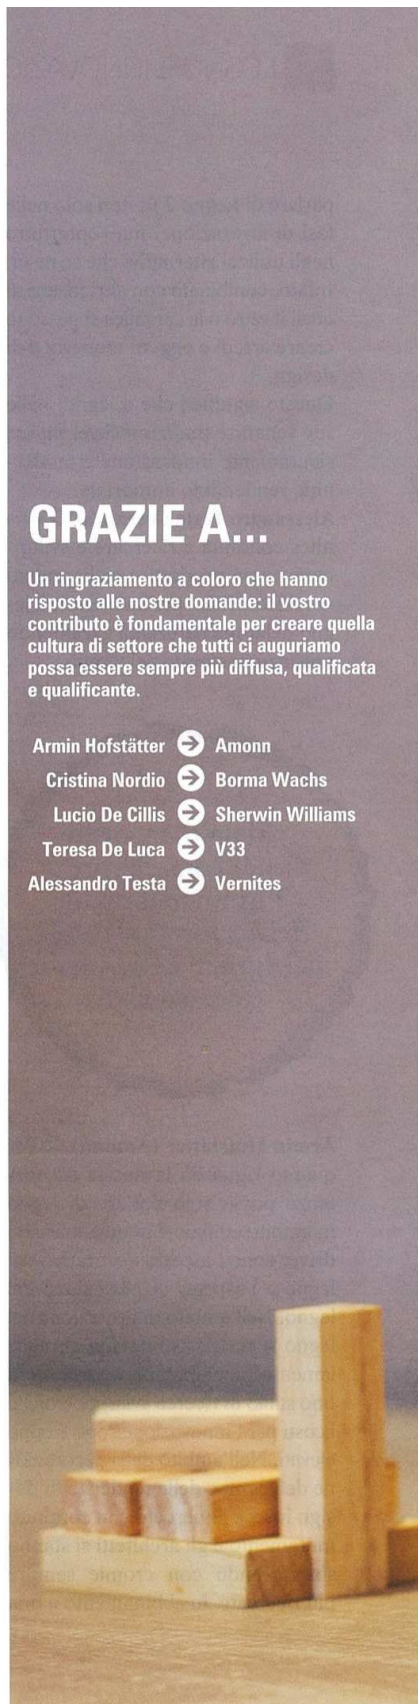 GRAZIE A...
Un ringraziamento a coloro che hanno
risposto alle nostre domande: il vostro
contributo è fondamentale per creare quella
cultura di settore che tutti ci auguriamo
possa essere sempre più diffusa, qualificata
e qualificante.
Armin Hofstätter → Amonn
Cristina Nordio → Borma Wachs
Lucio De Cillis → Sherwin Williams
Teresa De Luca → V33
Alessandro Testa → Vernites